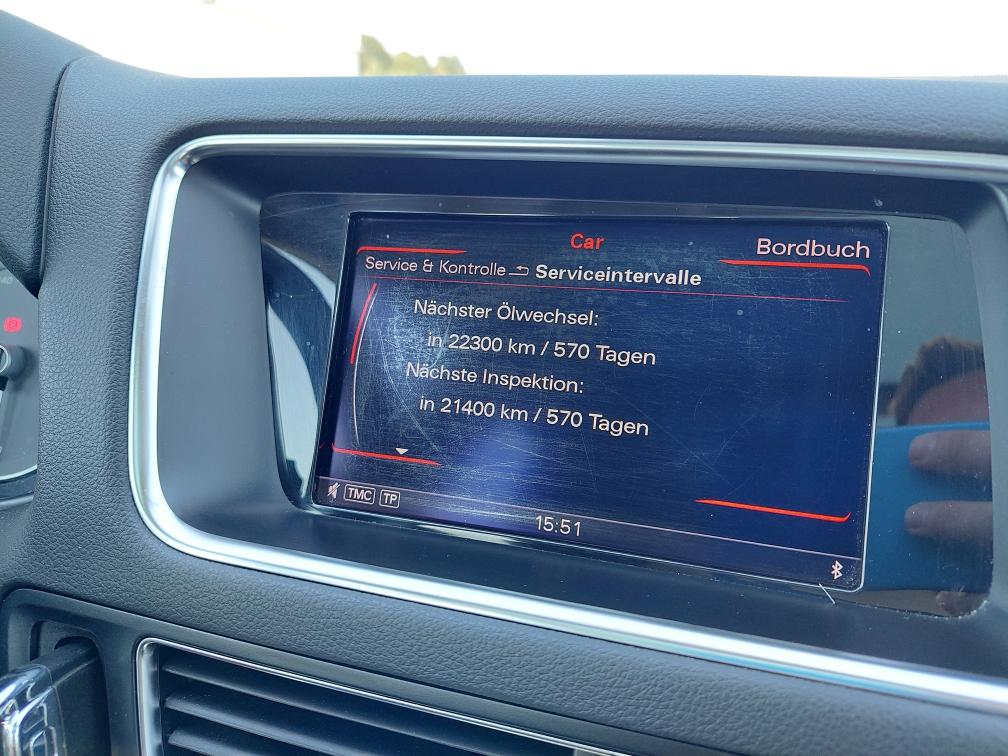 Car
Bordbuch
Service & Kontrolle Serviceintervalle
Nächster Ölwechsel:
in 22300 km / 570 Tagen
Nächste Inspektion:
in 21400 km / 570 Tagen
TMC TP
15:51